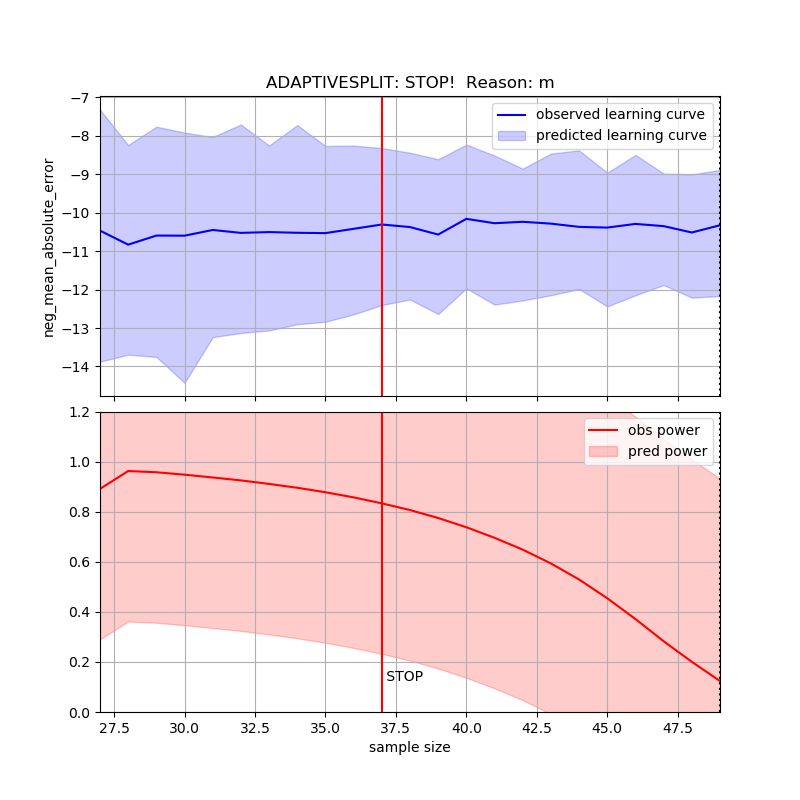 ADAPTIVESPLIT: STOP!  Reason: m
−7
−8
−9
−10
−11
−12
−13
−14
neg_mean_absolute_error
observed learning curve
predicted learning curve
1.2
1.0
0.8
0.6
0.4
0.2
0.0
obs power
pred power
STOP
27.5 30.0 32.5 35.0 37.5 40.0 42.5 45.0 47.5
sample size